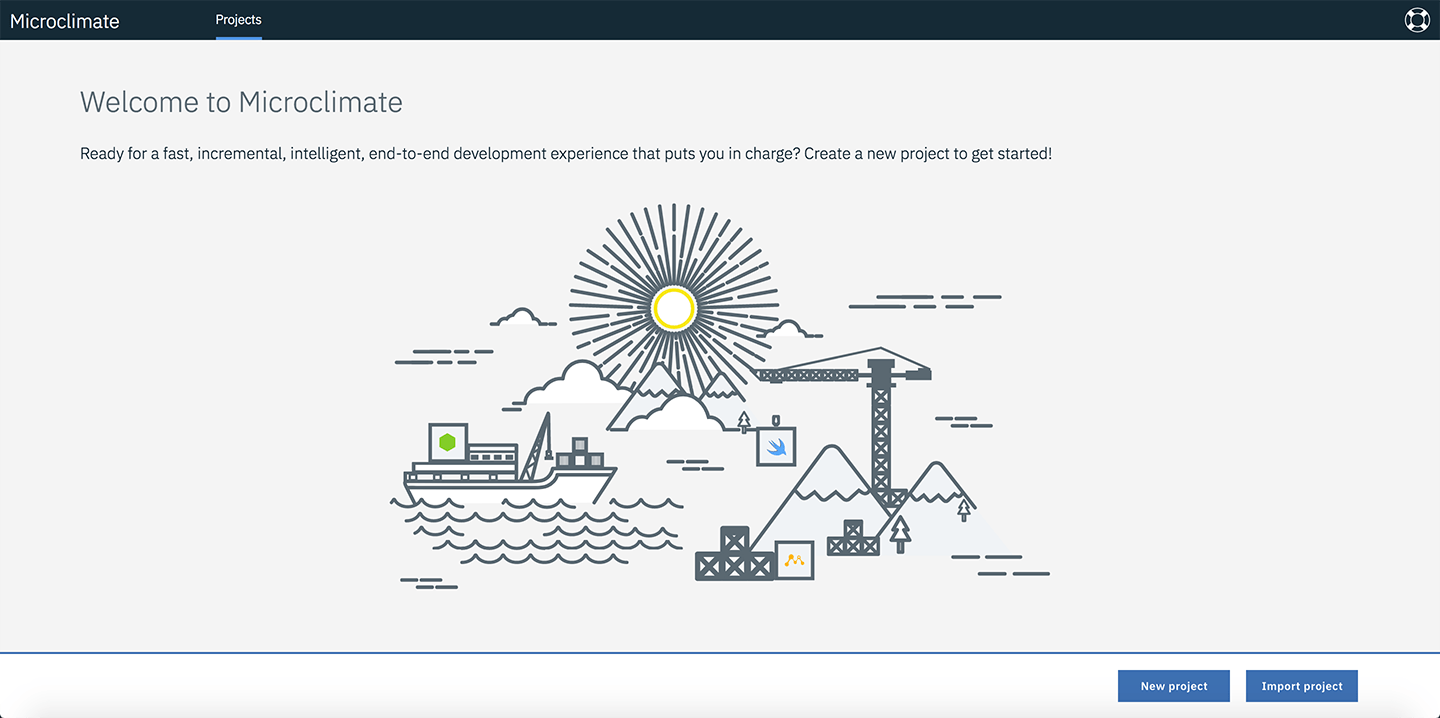 Microclimate
Projects
Welcome to Microclimate
Ready for a fast, incremental, intelligent, end-to-end development experience that puts you in charge? Create a new project to get started!
New project
Import project